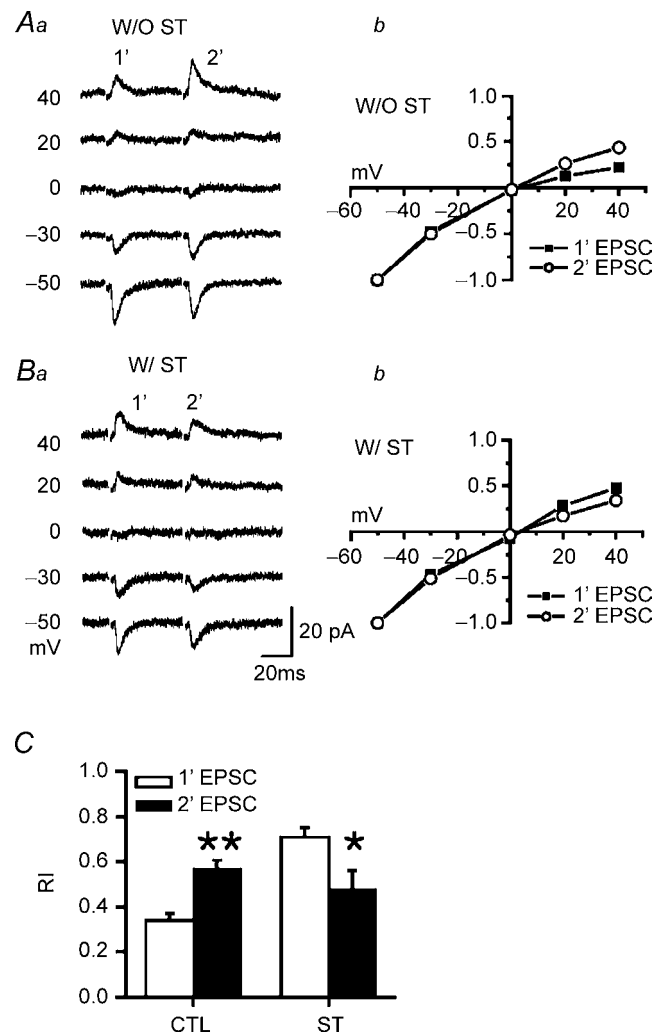 Aa
W/O ST
1’ 2’
40
20
0
–30
–50
b
W/O ST
mV
1.0
0.5
–0.5
–1.0
–60 –40 –20 0 20 40
1’ EPSC
2’ EPSC
Ba
W/ ST
1’ 2’
40
20
0
–30
–50
mV
20 pA
20ms
b
W/ ST
mV
1.0
0.5
–0.5
–1.0
–60 –40 –20 0 20 40
1’ EPSC
2’ EPSC
C
1’ EPSC
2’ EPSC
RI
1.0
0.8
0.6
0.4
0.2
0.0
CTL ST